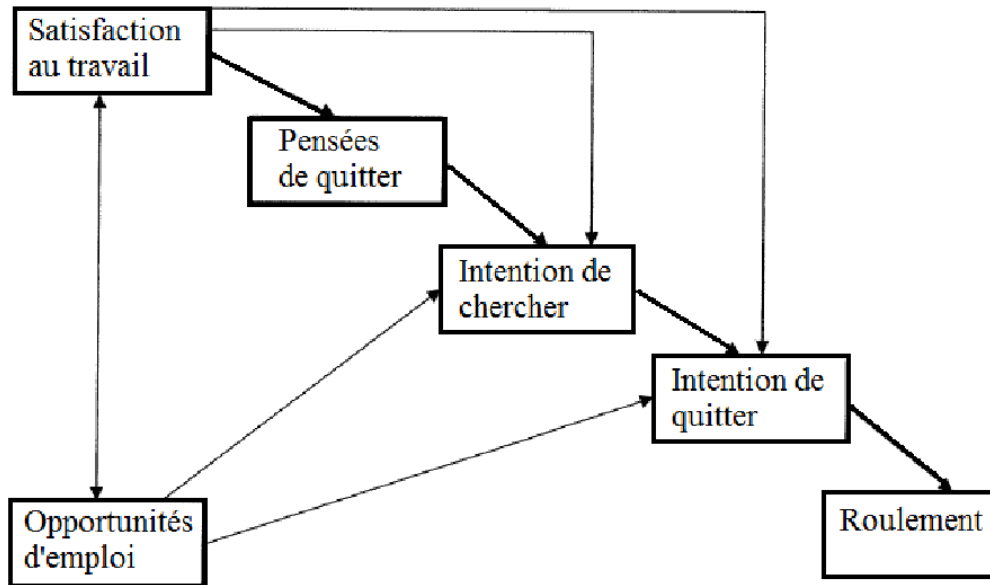 Satisfaction
au travail
Pensées
de quitter
Intention de
chercher
Intention de
quitter
Opportunités
d'emploi
Roulement